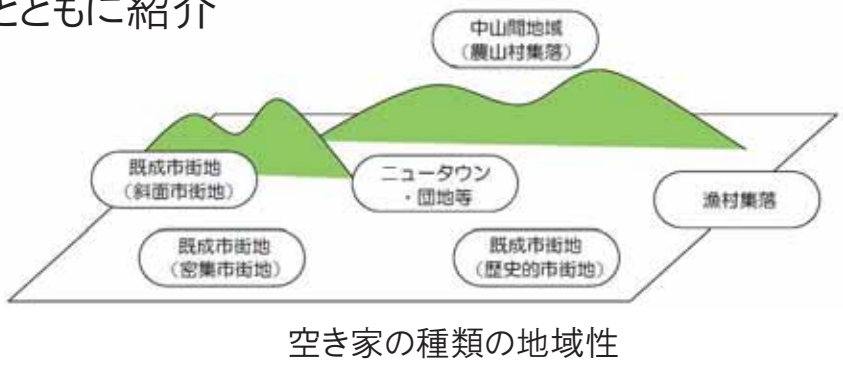 とともに紹介
中山間地域
（農山村集落）
既成市街地
（斜面市街地）
ニュータウン
・団地等
漁村集落
既成市街地
（密集市街地）
既成市街地
（歴史的市街地）
空き家の種類の地域性